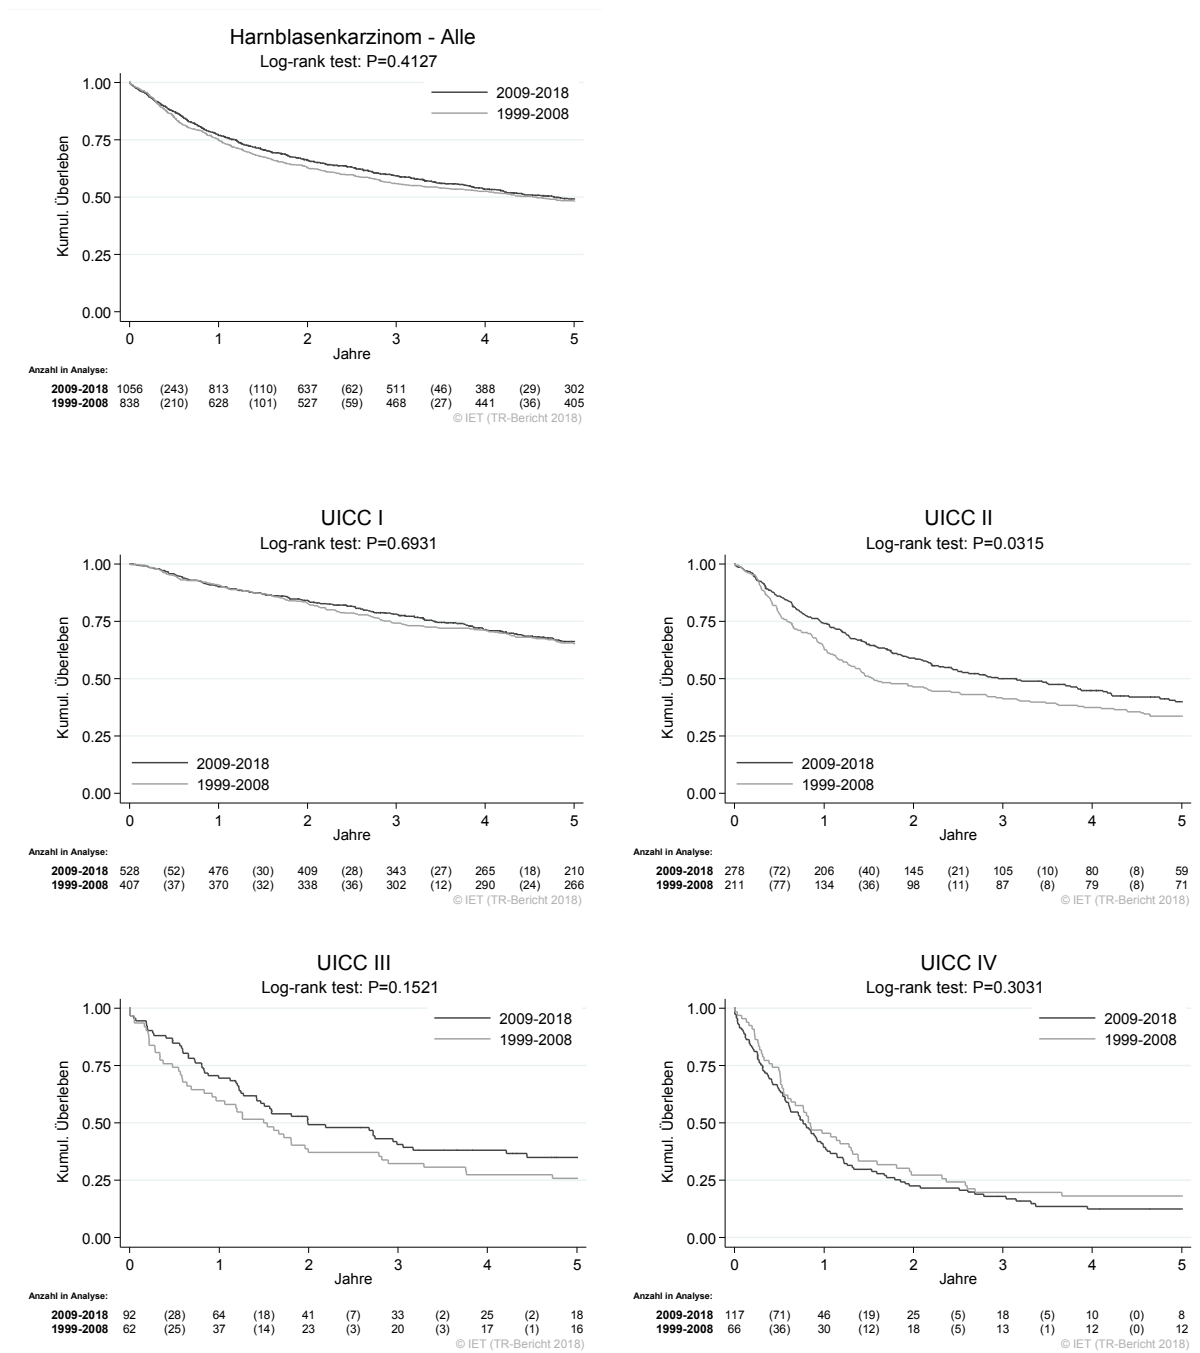 Harnblasenkarzinom - Alle
Log-rank test: P=0.4127
1.00
0.75
0.50
0.25
0.00
Kumul. Überleben
2009-2018
1999-2008
0 1 2 3 4 5
Jahre
Anzahl in Analyse:
2009-2018 1056 (243) 813 (110) 637 (62) 511 (46) 388 (29) 302
1999-2008 838 (210) 628 (101) 527 (59) 468 (27) 441 (36) 405
© IET (TR-Bericht 2018)
UICC I
Log-rank test: P=0.6931
1.00
0.75
0.50
0.25
0.00
Kumul. Überleben
2009-2018
1999-2008
0 1 2 3 4 5
Jahre
Anzahl in Analyse:
2009-2018 528 (52) 476 (30) 409 (28) 343 (27) 265 (18) 210
1999-2008 407 (37) 370 (32) 338 (36) 302 (12) 290 (24) 266
© IET (TR-Bericht 2018)
UICC II
Log-rank test: P=0.0315
1.00
0.75
0.50
0.25
0.00
Kumul. Überleben
2009-2018
1999-2008
0 1 2 3 4 5
Jahre
Anzahl in Analyse:
2009-2018 278 (72) 206 (40) 145 (21) 105 (10) 80 (8) 59
1999-2008 211 (77) 134 (36) 98 (11) 87 (8) 79 (8) 71
© IET (TR-Bericht 2018)
UICC III
Log-rank test: P=0.1521
1.00
0.75
0.50
0.25
0.00
Kumul. Überleben
2009-2018
1999-2008
0 1 2 3 4 5
Jahre
Anzahl in Analyse:
2009-2018 92 (28) 64 (18) 41 (7) 33 (2) 25 (2) 18
1999-2008 62 (25) 37 (14) 23 (3) 20 (3) 17 (1) 16
© IET (TR-Bericht 2018)
UICC IV
Log-rank test: P=0.3031
1.00
0.75
0.50
0.25
0.00
Kumul. Überleben
2009-2018
1999-2008
0 1 2 3 4 5
Jahre
Anzahl in Analyse:
2009-2018 117 (71) 46 (19) 25 (5) 18 (5) 10 (0) 8
1999-2008 66 (36) 30 (12) 18 (5) 13 (1) 12 (0) 12
© IET (TR-Bericht 2018)